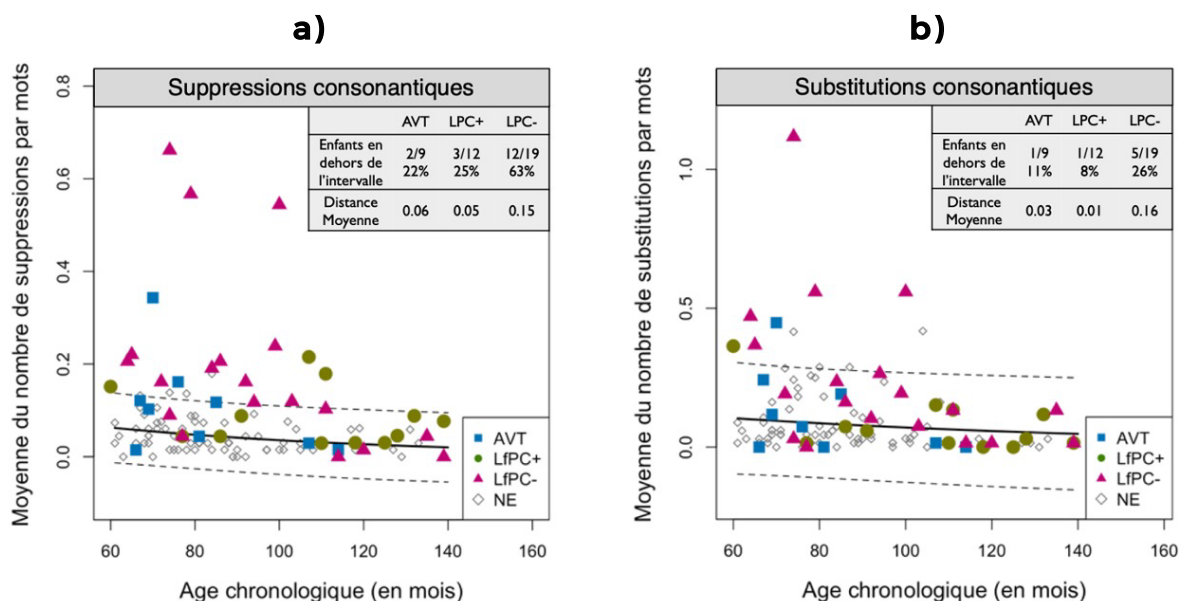 a)
Suppressions consonantiques
AVT LPC+ LPC-
Enfants en
dehors de
l'intervalle
2/9 3/12 12/19
22% 25% 63%
Distance
Moyenne
0.06 0.05 0.15
Moyenne du nombre de suppressions par mots
0.8
0.6
0.4
0.2
0.0
AVT
LfPC+
LfPC-
NE
60 80 100 120 140 160
Age chronologique (en mois)
b)
Substitutions consonantiques
AVT LPC+ LPC-
Enfants en
dehors de
l'intervalle
1/9 1/12 5/19
11% 8% 26%
Distance
Moyenne
0.03 0.01 0.16
Moyenne du nombre de substitutions par mots
1.0
0.5
0.0
AVT
LfPC+
LfPC-
NE
60 80 100 120 140 160
Age chronologique (en mois)